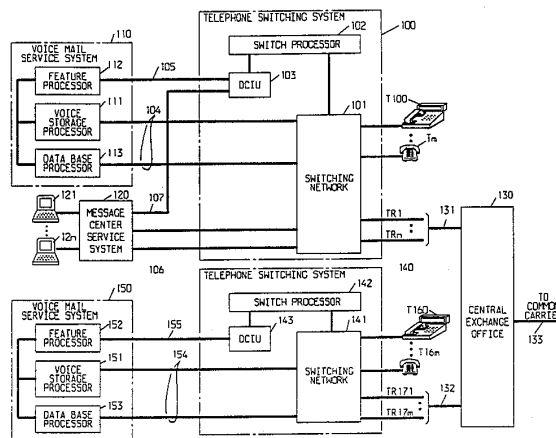 TELEPHONE SWITCHING SYSTEM
100
102
SWITCH PROCESSOR
110
VOICE MAIL
SERVICE SYSTEM
112
FEATURE
PROCESSOR
105
103
DCIU
111
VOICE
STORAGE
PROCESSOR
104
101
T100
113
DATA BASE
PROCESSOR
Tm
SWITCHING
NETWORK
121
120
107
130
12n
MESSAGE
CENTER
SERVICE
SYSTEM
TR1
TRn
131
106
TELEPHONE SWITCHING SYSTEM
140
150
VOICE MAIL
SERVICE SYSTEM
142
SWITCH PROCESSOR
CENTRAL
EXCHANGE
OFFICE
TO
COMMON
CARRIE
133
152
FEATURE
PROCESSOR
155
143
DCIU
141
T160
151
VOICE
STORAGE
PROCESSOR
154
SWITCHING
NETWORK
T16m
153
DATA BASE
PROCESSOR
TR171
TR17m
132